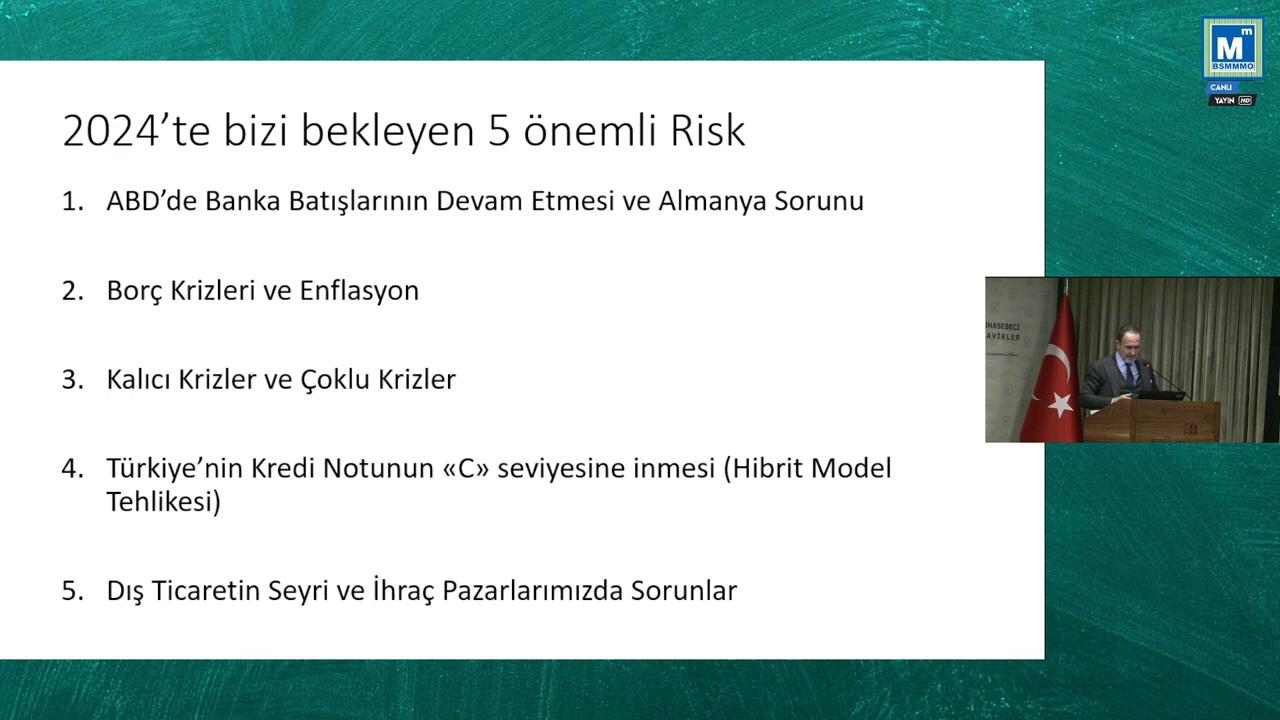 2024’te bizi bekleyen 5 önemli Risk
1. ABD’de Banka Batışlarının Devam Etmesi ve Almanya Sorunu
2. Borç Krizleri ve Enflasyon
3. Kalıcı Krizler ve Çoklu Krizler
4. Türkiye’nin Kredi Notunun «C» seviyesine inmesi (Hibrit Model
Tehlikesi)
5. Dış Ticaretin Seyri ve İhraç Pazarlarımızda Sorunlar
M m
BSMMMO
CANLI
YAYIN HD